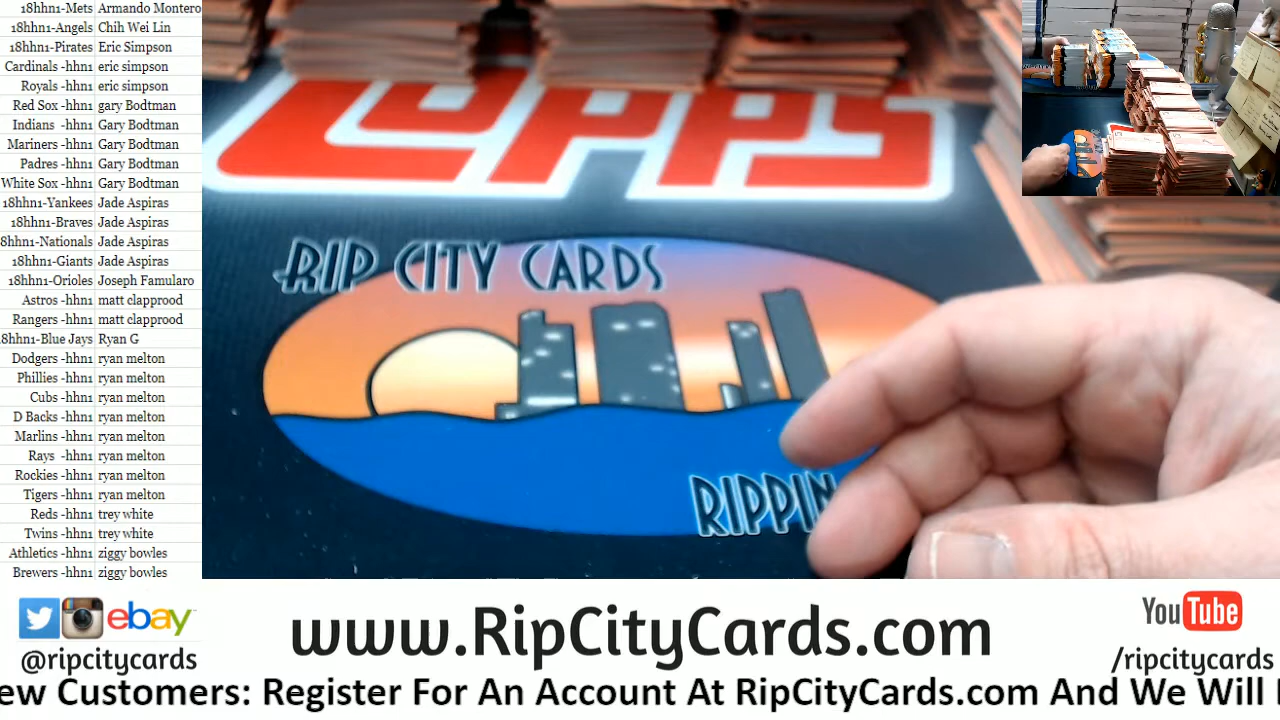 18hhn1-Mets Armando Montero
18hhn1-Angels Chih Wei Lin
18hhn1-Pirates Eric Simpson
Cardinals -hhn1 eric simpson
Royals -hhn1 eric simpson
Red Sox -hhn1 gary Bodtman
Indians -hhn1 Gary Bodtman
Mariners -hhn1 Gary Bodtman
Padres -hhn1 Gary Bodtman
White Sox -hhn1 Gary Bodtman
18hhn1-Yankees Jade Aspiras
18hhn1-Braves Jade Aspiras
8hhn1-Nationals Jade Aspiras
18hhn1-Giants Jade Aspiras
18hhn1-Orioles Joseph Famularo
Astros -hhn1 matt clapprood
Rangers -hhn1 matt clapprood
8hhn1-Blue Jays Ryan G
Dodgers -hhn1 ryan melton
Phillies -hhn1 ryan melton
Cubs -hhn1 ryan melton
D Backs -hhn1 ryan melton
Marlins -hhn1 ryan melton
Rays -hhn1 ryan melton
Rockies -hhn1 ryan melton
Tigers -hhn1 ryan melton
Reds -hhn1 trey white
Twins -hhn1 trey white
Athletics -hhn1 ziggy bowles
Brewers -hhn1 ziggy bowles
Topps
RIP CITY CARDS
RIPPIN
ebay
@ripcitycards
www.RipCityCards.com
YouTube
/ripcitycards
ew Customers: Register For An Account At RipCityCards.com And We Will